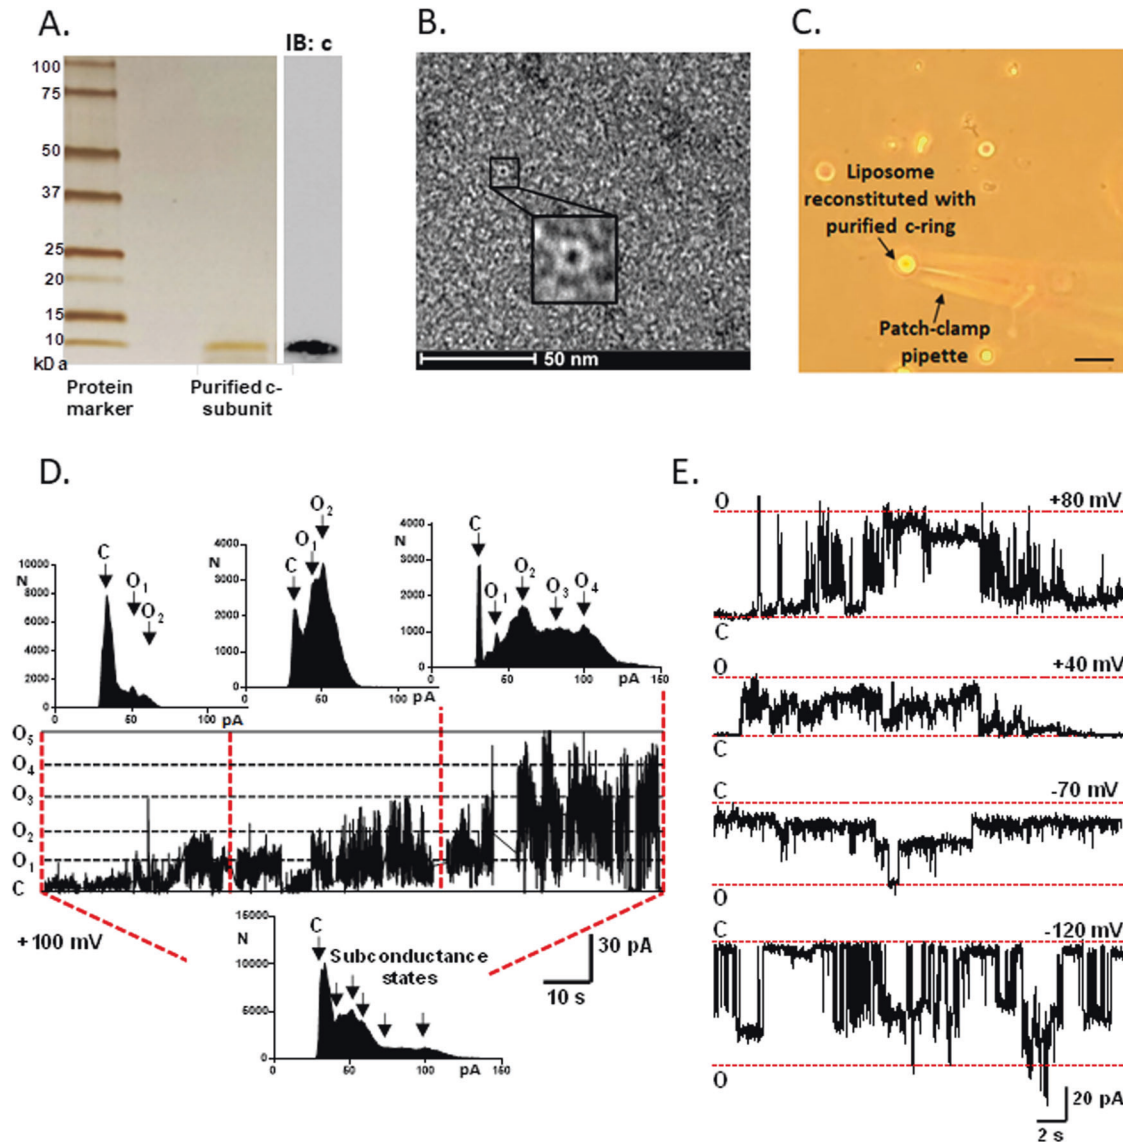 A.
IB: c
100
75
50
37
25
20
15
10
kDa
Protein
marker
Purified c-
subunit
B.
50 nm
C.
Liposome
reconstituted with
purified c-ring
Patch-clamp
pipette
D.
10000
N
8000
6000
4000
2000
0
0
50
100
pA
C
O1
O2
4000
N
3000
2000
1000
0
0
50
100
pA
C
O1
O2
4000
N
3000
2000
1000
0
0
50
100
150
pA
C
O1
O2
O3
O4
O5
O4
O3
O2
O1
C
+100 mV
15000
N
10000
5000
0
0
50
100
150
pA
C
Subconductance
states
30 pA
10 s
E.
O
+80 mV
C
O
+40 mV
C
C
-70 mV
O
C
-120 mV
O
20 pA
2 s